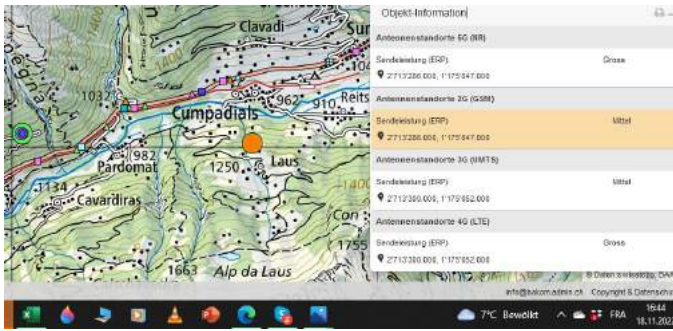 Objekt-Information
Antennenstandorte 5G (NR)
Sendeleistung (ERP) Gross
2'713'286.000, 1'175'847.000
Antennenstandorte 2G (GSM)
Sendeleistung (ERP) Mittel
2'713'286.000, 1'175'847.000
Antennenstandorte 3G (UMTS)
Sendeleistung (ERP) Mittel
2'713'300.000, 1'175'852.000
Antennenstandorte 4G (LTE)
Sendeleistung (ERP) Gross
2'713'300.000, 1'175'852.000
Clavadi
1037
962
910
Reits
Cumpadials
982
Pardomat
1250
Laus
1134
Cavardiras
1400
Con
1755
1663
Alp da Laus
info@bakom.admin.ch Copyright & Datenschu
7°C Bewölkt
FRA
16:44
18.11.202